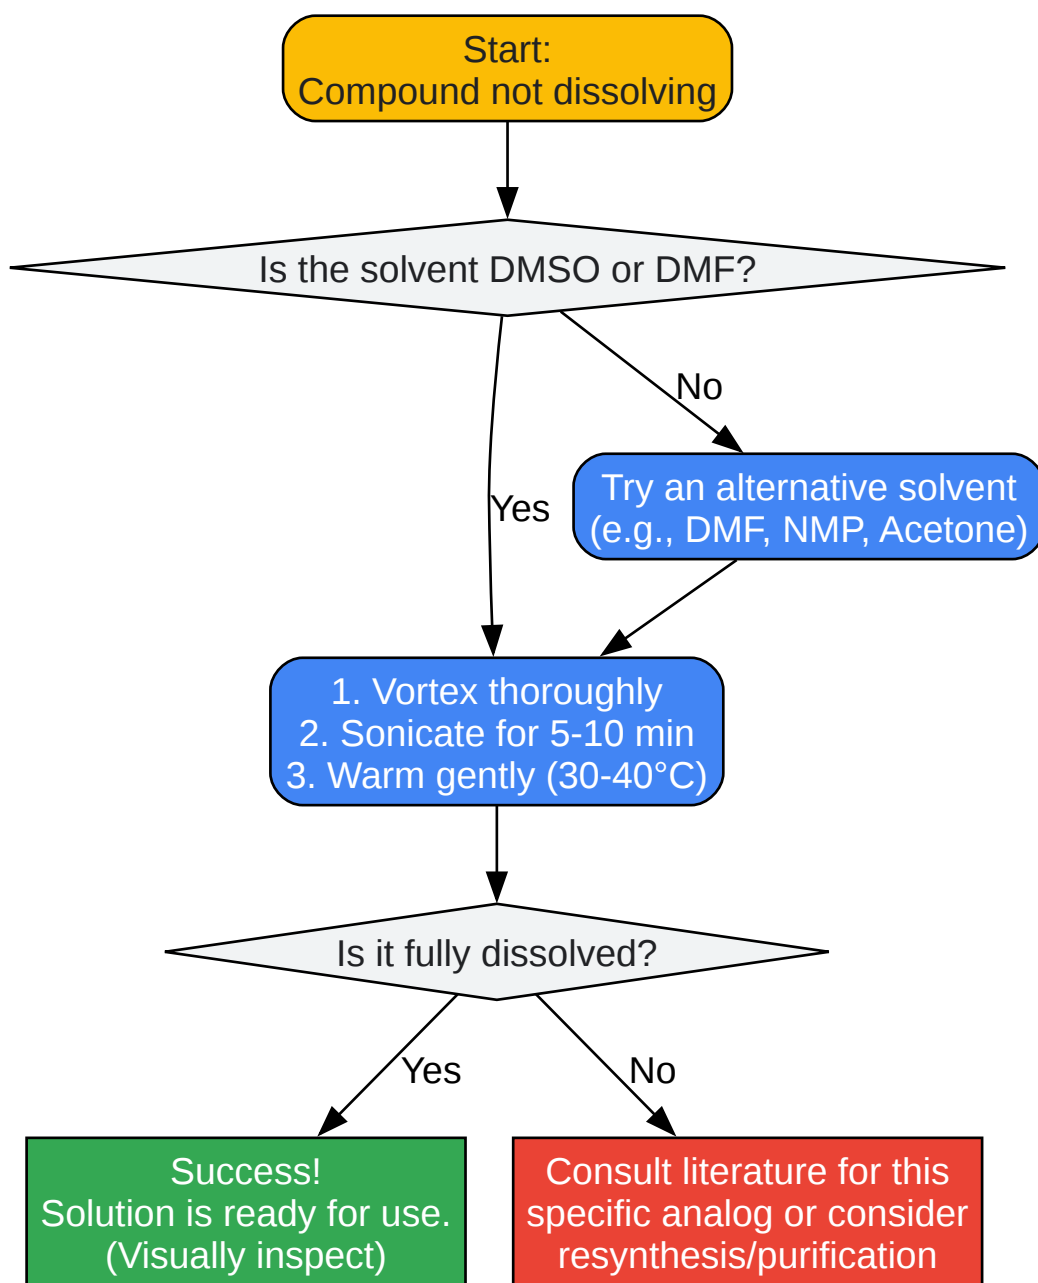 Start:
Compound not dissolving
Is the solvent DMSO or DMF?
No
Try an alternative solvent
(e.g., DMF, NMP, Acetone)
Yes
1. Vortex thoroughly
2. Sonicate for 5-10 min
3. Warm gently (30-40°C)
Is it fully dissolved?
Yes
No
Success!
Solution is ready for use.
(Visually inspect)
Consult literature for this
specific analog or consider
resynthesis/purification